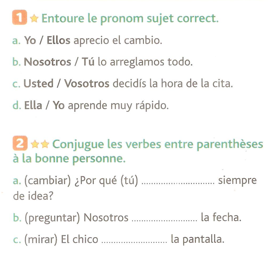 1 ★ Entoure le pronom sujet correct.
a. Yo / Ellos aprecio el cambio.
b. Nosotros / Tú lo arreglamos todo.
c. Usted / Vosotros decidís la hora de la cita.
d. Ella / Yo aprende muy rápido.
2 ★★ Conjugue les verbes entre parenthèses
à la bonne personne.
a. (cambiar) ¿Por qué (tú) .............................. siempre
de idea?
b. (preguntar) Nosotros ........................... la fecha.
c. (mirar) El chico ........................... la pantalla.